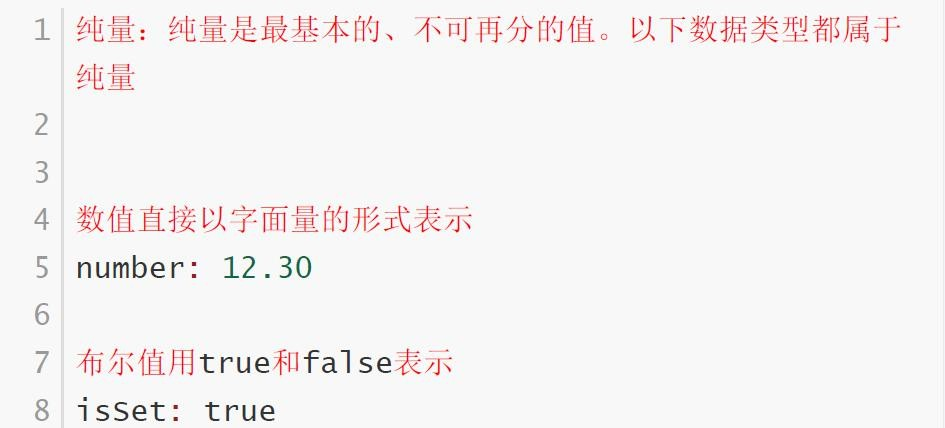 1 纯量：纯量是最基本的、不可再分的值。以下数据类型都属于
纯量
2
3
4 数值直接以字面量的形式表示
5 number: 12.30
6
7 布尔值用true和false表示
8 isSet: true